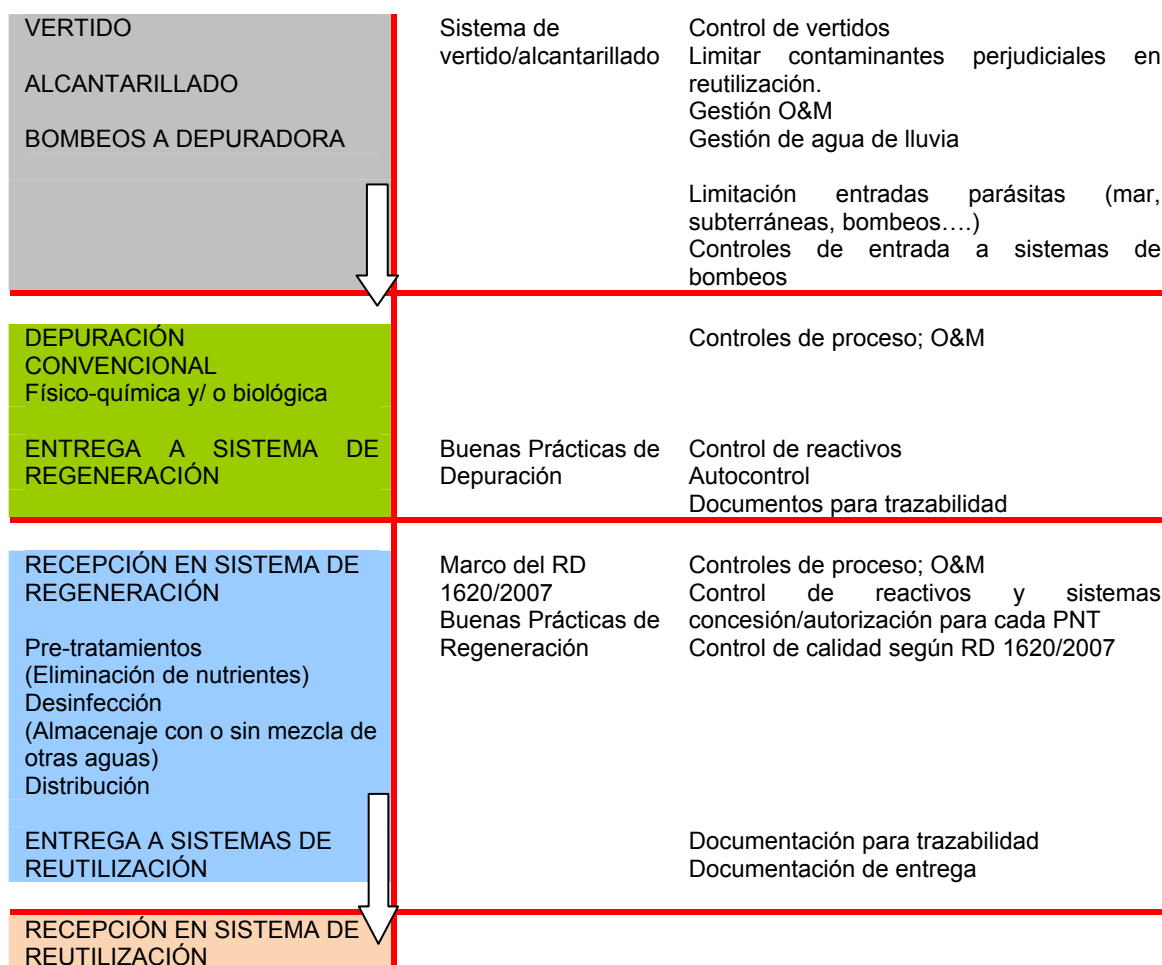 VERTIDO
ALCANTARILLADO
BOMBEOS A DEPURADORA
Sistema de
vertido/alcantarillado
Control de vertidos
Limitar contaminantes perjudiciales en
reutilización.
Gestión O&M
Gestión de agua de lluvia
Limitación entradas parásitas (mar,
subterráneas, bombeos….)
Controles de entrada a sistemas de
bombeos
DEPURACIÓN
CONVENCIONAL
Físico-química y/ o biológica
Controles de proceso; O&M
ENTREGA A SISTEMA DE
REGENERACIÓN
Buenas Prácticas de
Depuración
Control de reactivos
Autocontrol
Documentos para trazabilidad
RECEPCIÓN EN SISTEMA DE
REGENERACIÓN
Pre-tratamientos
(Eliminación de nutrientes)
Desinfección
(Almacenaje con o sin mezcla de
otras aguas)
Distribución
Marco del RD
1620/2007
Buenas Prácticas de
Regeneración
Controles de proceso; O&M
Control de reactivos y sistemas
concesión/autorización para cada PNT
Control de calidad según RD 1620/2007
ENTREGA A SISTEMAS DE
REUTILIZACIÓN
Documentación para trazabilidad
Documentación de entrega
RECEPCIÓN EN SISTEMA DE
REUTILIZACIÓN